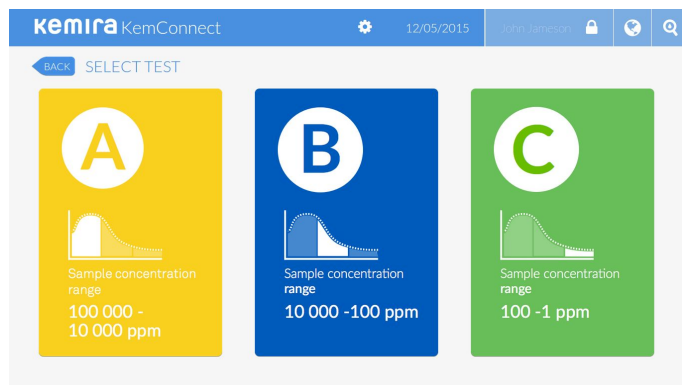 kemira KemConnect
12/05/2015
John Jameson
BACK
SELECT TEST
A
Sample concentration
range
100 000 -
10 000 ppm
B
Sample concentration
range
10 000 -100 ppm
C
Sample concentration
range
100 -1 ppm